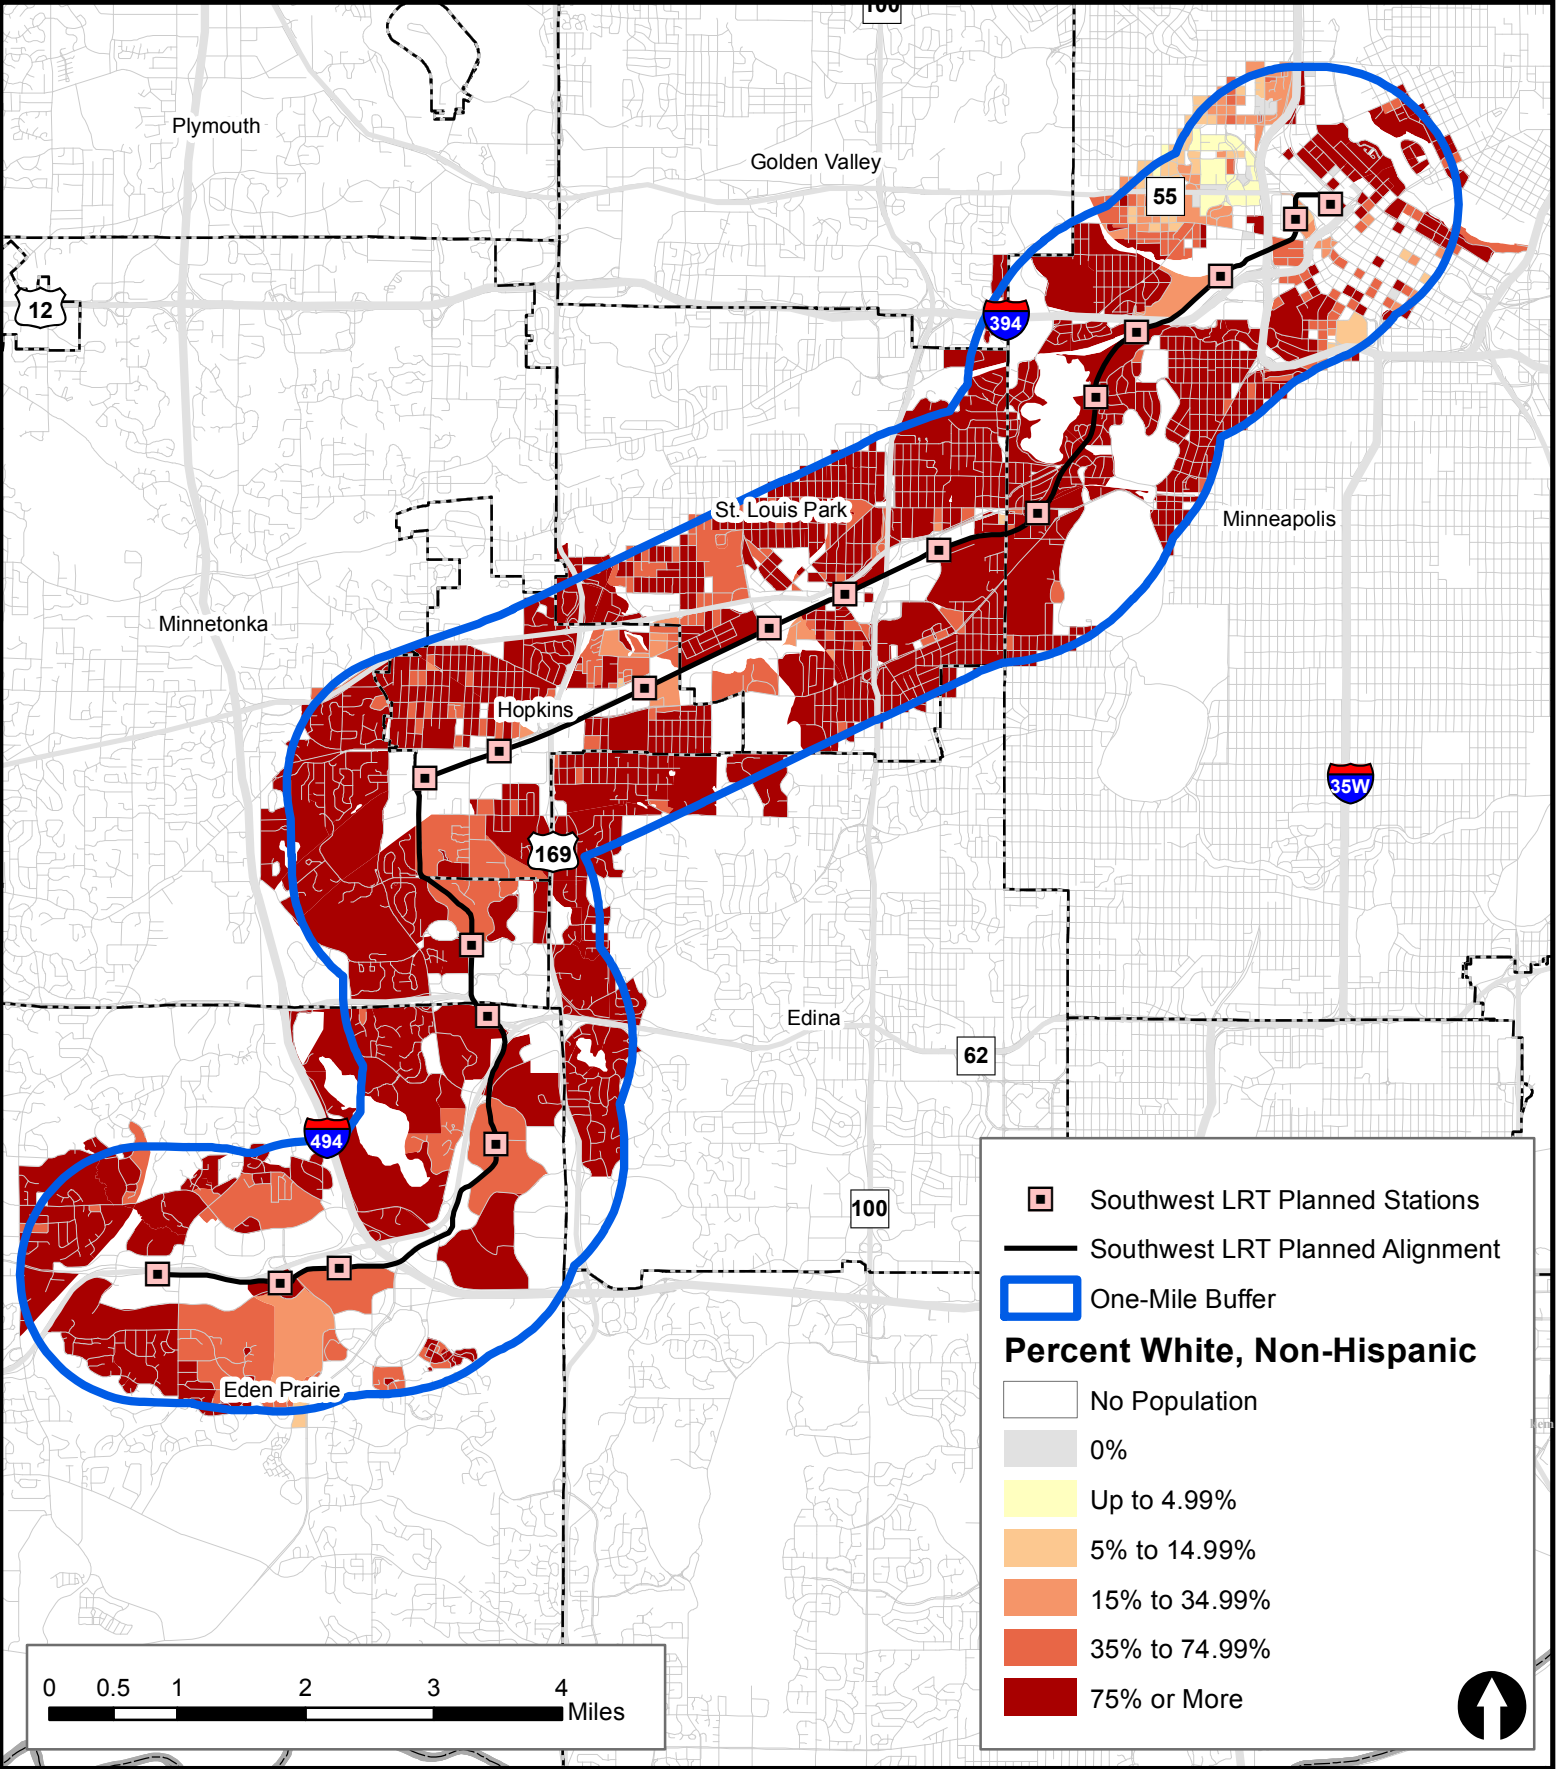 100
Plymouth
Golden Valley
55
12
394
St. Louis Park
Minneapolis
Minnetonka
Hopkins
35W
169
Edina
62
494
100
Eden Prairie
Southwest LRT Planned Stations
Southwest LRT Planned Alignment
One-Mile Buffer
Percent White, Non-Hispanic
No Population
0%
Up to 4.99%
5% to 14.99%
15% to 34.99%
35% to 74.99%
75% or More
0 0.5 1 2 3 4
Miles